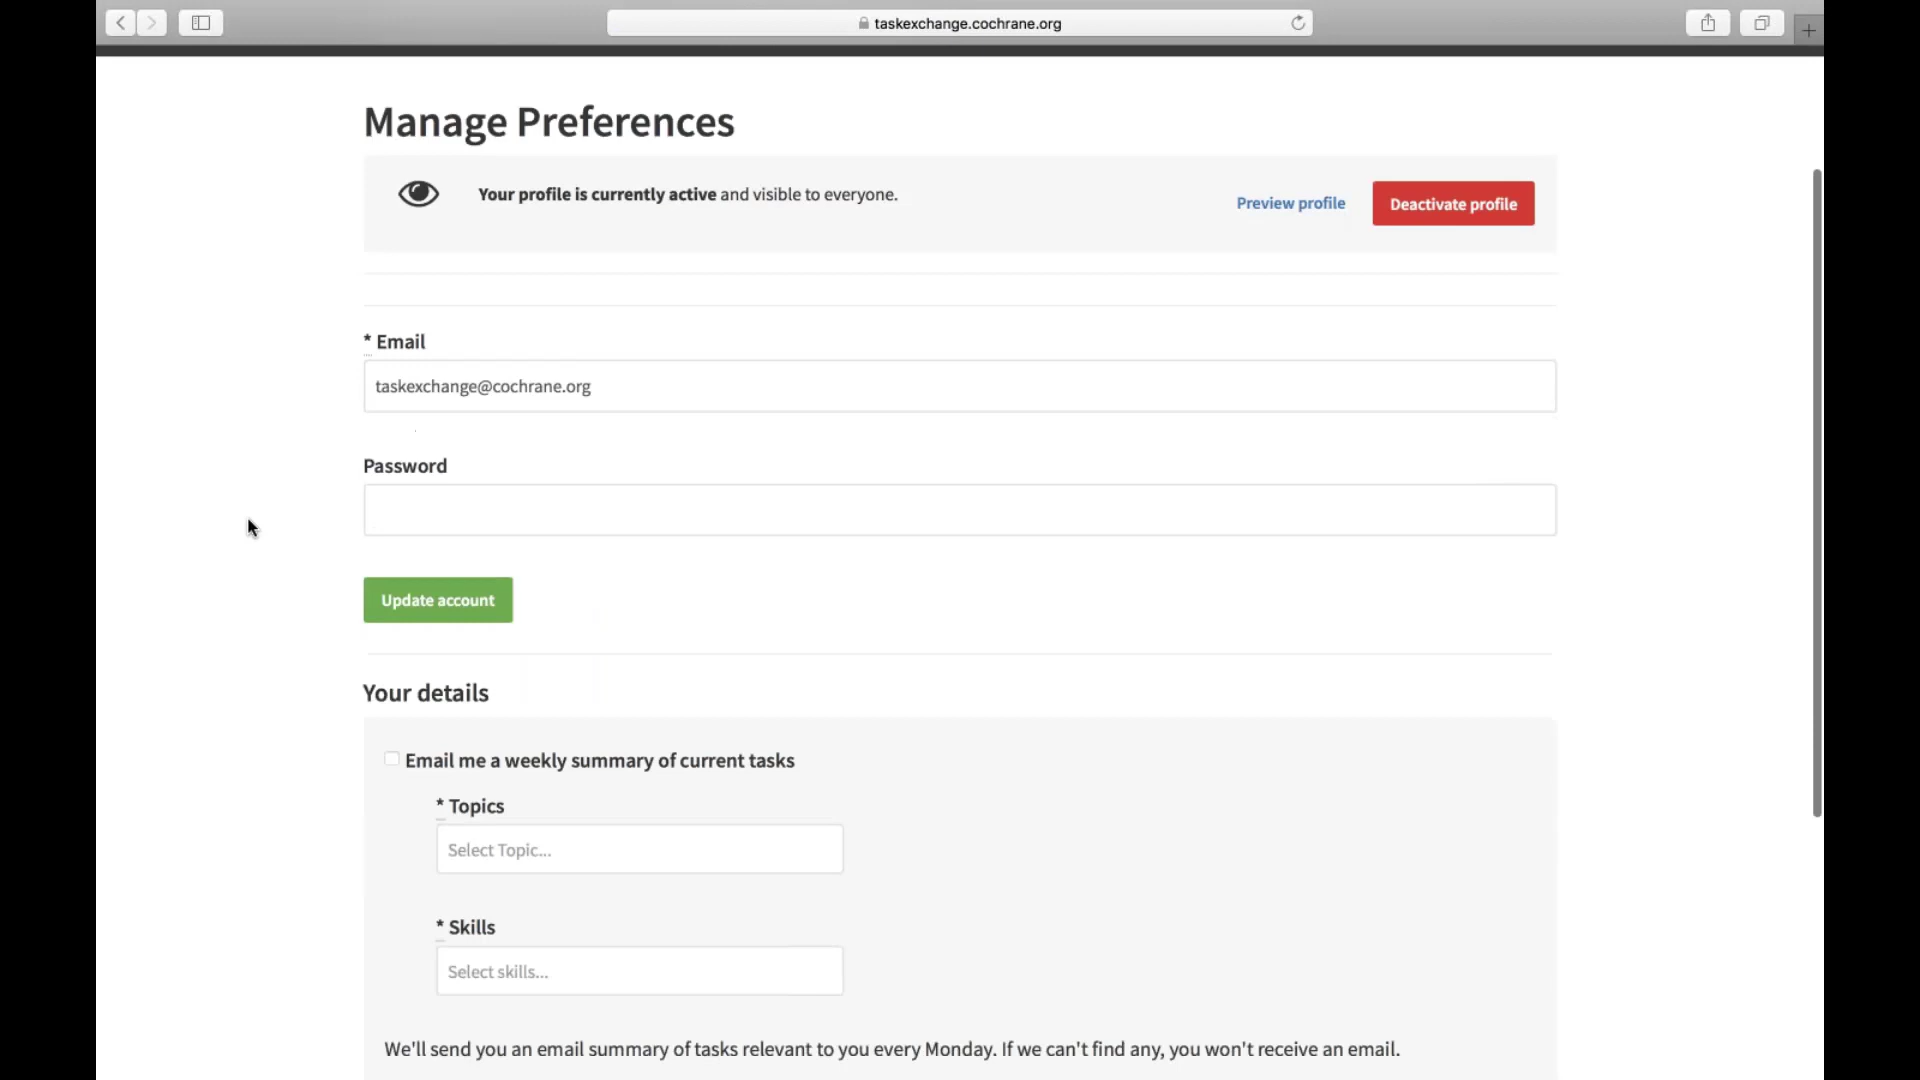 taskexchange.cochrane.org
Manage Preferences
Your profile is currently active and visible to everyone.
Preview profile
Deactivate profile
* Email
taskexchange@cochrane.org
Password
Update account
Your details
Email me a weekly summary of current tasks
* Topics
Select Topic...
* Skills
Select skills...
We'll send you an email summary of tasks relevant to you every Monday. If we can't find any, you won't receive an email.